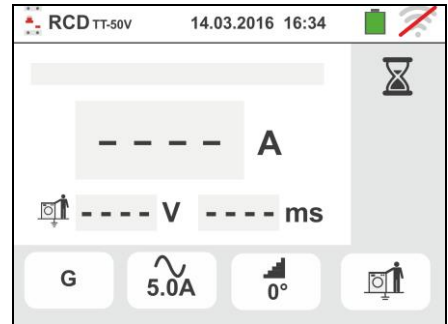 RCD TT-50V 14.03.2016 16:34
- - - - A
- - - - V - - - - ms
G 5.0A 0°